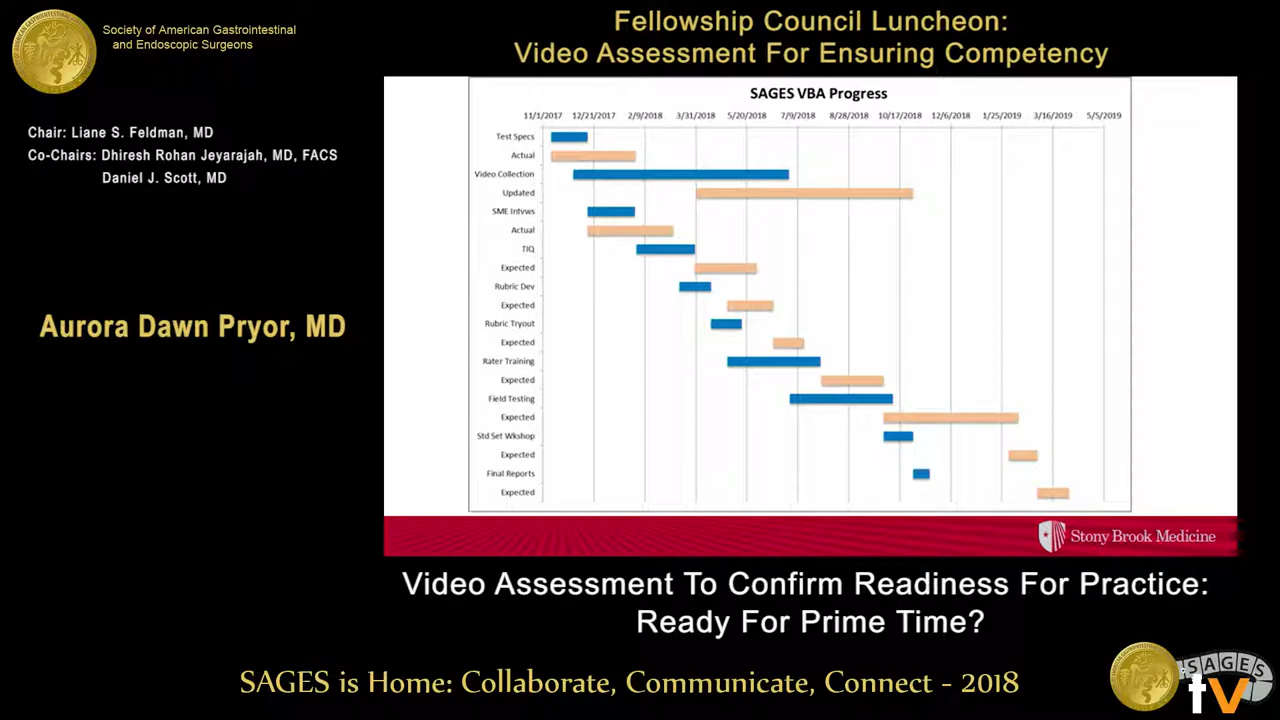 Society of American Gastrointestinal
and Endoscopic Surgeons
Chair: Liane S. Feldman, MD
Co-Chairs: Dhiresh Rohan Jeyarajah, MD, FACS
Daniel J. Scott, MD
Aurora Dawn Pryor, MD
Fellowship Council Luncheon:
Video Assessment For Ensuring Competency
SAGES VBA Progress
11/1/2017 12/21/2017 2/9/2018 3/31/2018 5/20/2018 7/9/2018 8/28/2018 10/17/2018 12/6/2018 1/25/2019 3/16/2019 5/5/2019
Test Specs
Actual
Video Collection
Updated
SME Intvws
Actual
TIQ
Expected
Rubric Dev
Expected
Rubric Tryout
Expected
Rater Training
Expected
Field Testing
Expected
Std Set Wkshop
Expected
Final Reports
Expected
Stony Brook Medicine
Video Assessment To Confirm Readiness For Practice:
Ready For Prime Time?
SAGES is Home: Collaborate, Communicate, Connect - 2018
SAGES
tv